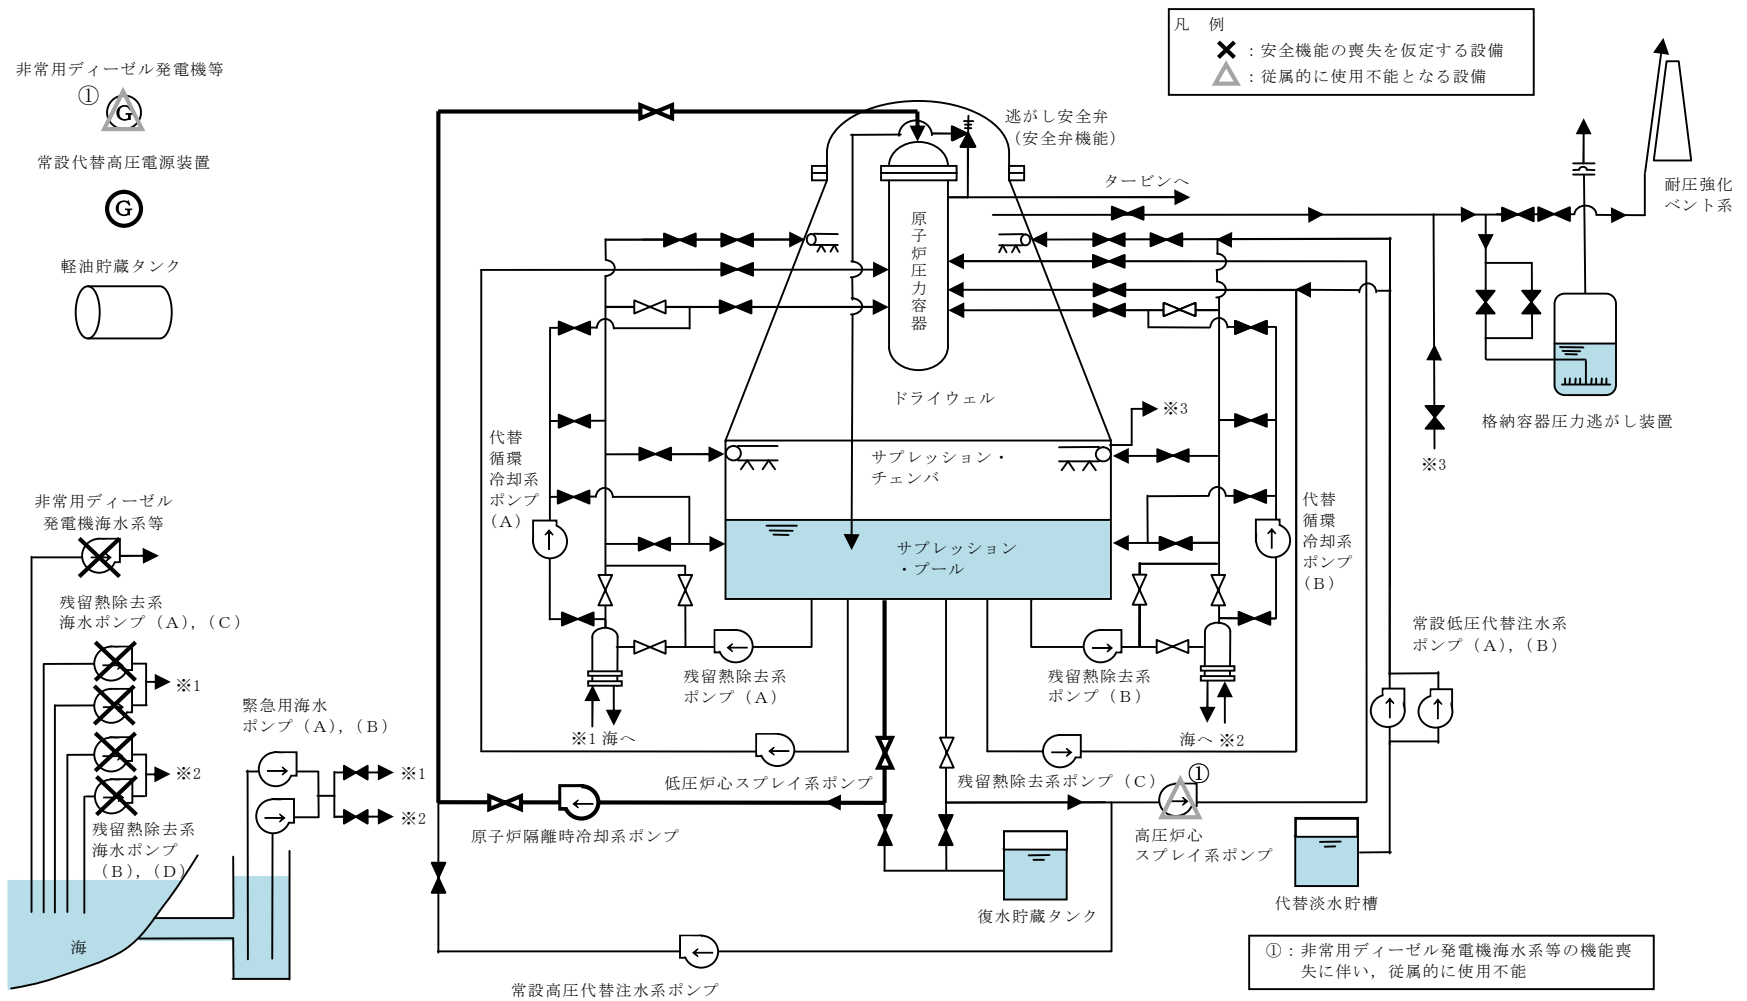 凡 例
：安全機能の喪失を仮定する設備
：従属的に使用不能となる設備
非常用ディーゼル発電機等
①
G
常設代替高圧電源装置
G
軽油貯蔵タンク
逃がし安全弁
（安全弁機能）
タービンへ
原子炉圧力容器
耐圧強化
ベント系
格納容器圧力逃がし装置
※3
ドライウェル
※3
サプレッション・
チェンバ
サプレッション
・プール
代替
循環
冷却系
ポンプ
（A）
代替
循環
冷却系
ポンプ
（B）
非常用ディーゼル
発電機海水系等
残留熱除去系
海水ポンプ（A），（C）
※1
※2
残留熱除去系
海水ポンプ
（B），（D）
緊急用海水
ポンプ（A），（B）
※1
※2
海
残留熱除去系
ポンプ（A）
※1 海へ
残留熱除去系
ポンプ（B）
海へ ※2
低圧炉心スプレイ系ポンプ
残留熱除去系ポンプ（C）
①
原子炉隔離時冷却系ポンプ
高圧炉心
スプレイ系ポンプ
常設低圧代替注水系
ポンプ（A），（B）
復水貯蔵タンク
代替淡水貯槽
常設高圧代替注水系ポンプ
①：非常用ディーゼル発電機海水系等の機能喪
失に伴い，従属的に使用不能